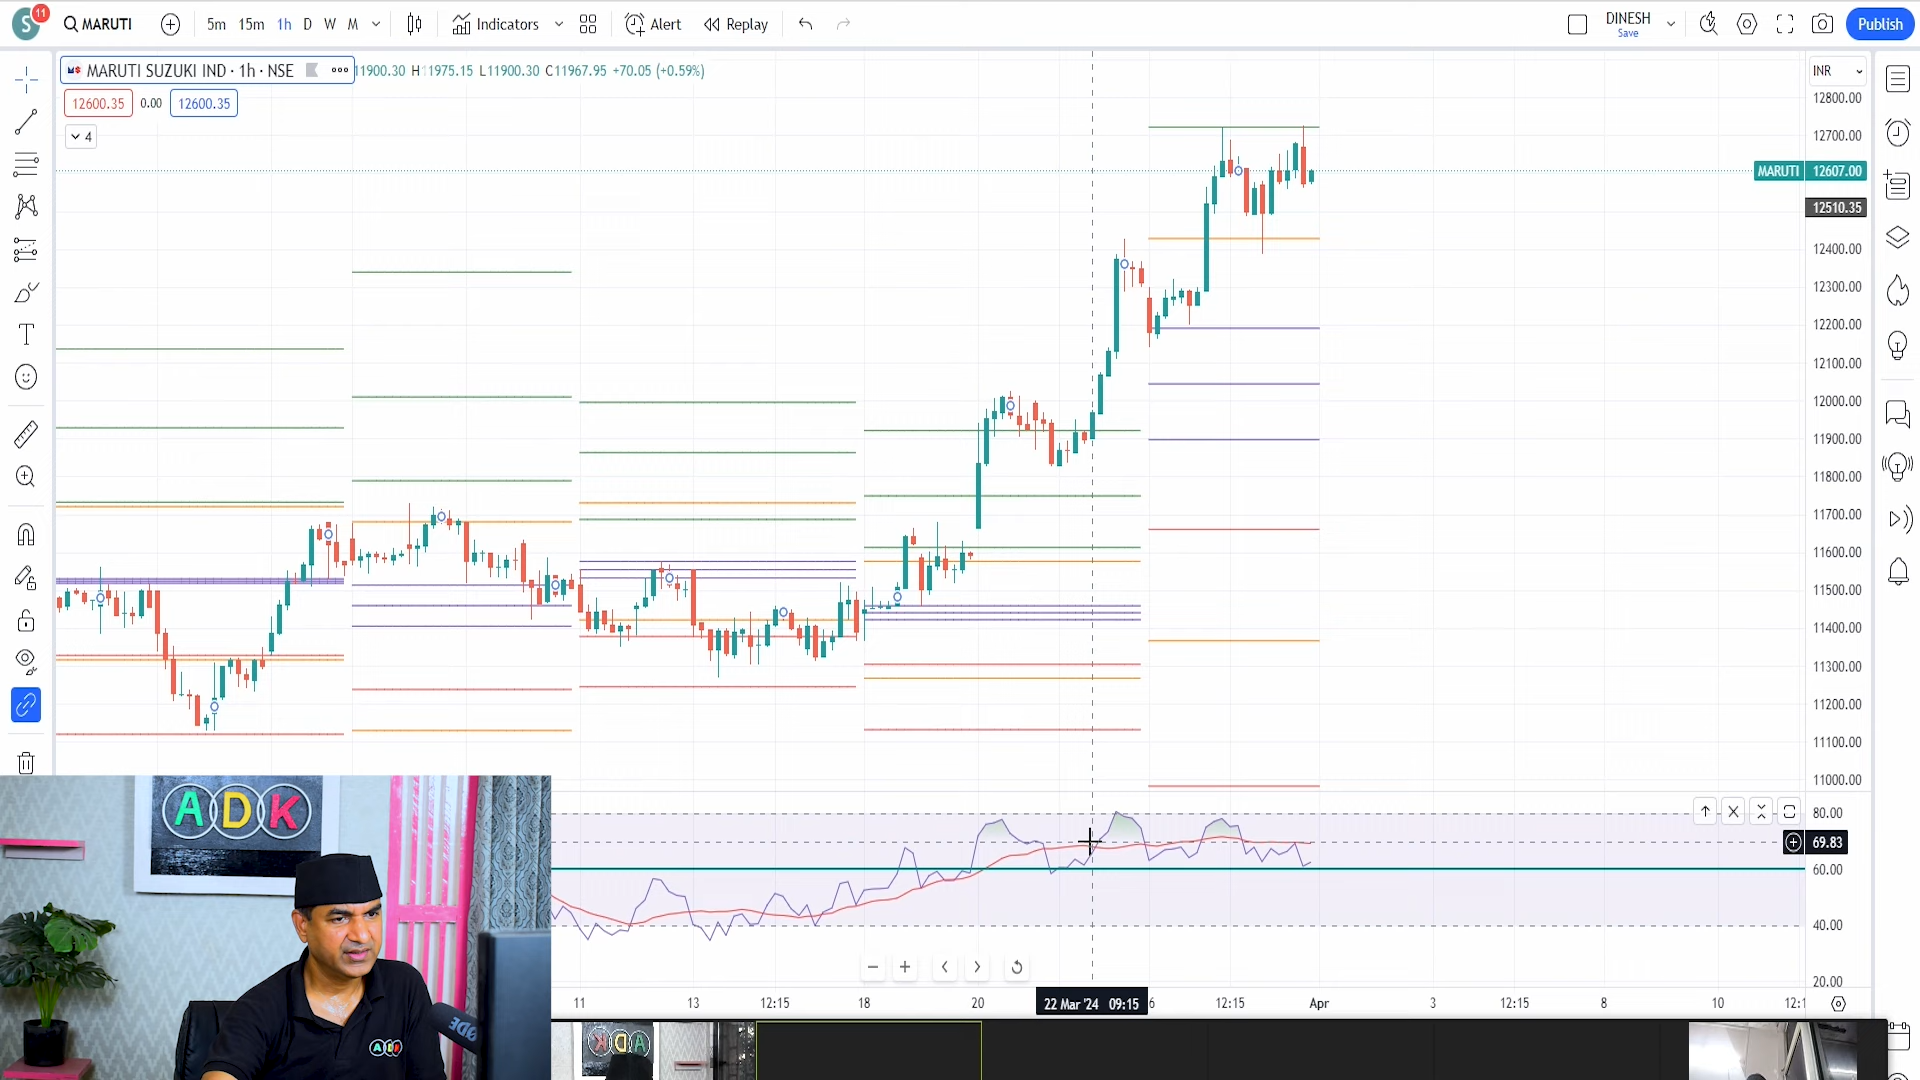 S
11
MARUTI
5m
15m
1h
D
W
M
Indicators
Alert
Replay
DINESH
Save
Publish
MARUTI SUZUKI IND · 1h · NSE
11900.30 H11975.15 L11900.30 C11967.95 +70.05 (+0.59%)
12600.35
0.00
12600.35
4
INR
12800.00
12700.00
MARUTI
12607.00
12510.35
12400.00
12300.00
12200.00
12100.00
12000.00
11900.00
11800.00
11700.00
11600.00
11500.00
11400.00
11300.00
11200.00
11100.00
11000.00
80.00
69.83
60.00
40.00
20.00
ADK
ADK
11
13
12:15
18
20
22 Mar '24 09:15
6
12:15
Apr
3
12:15
8
10
12:1